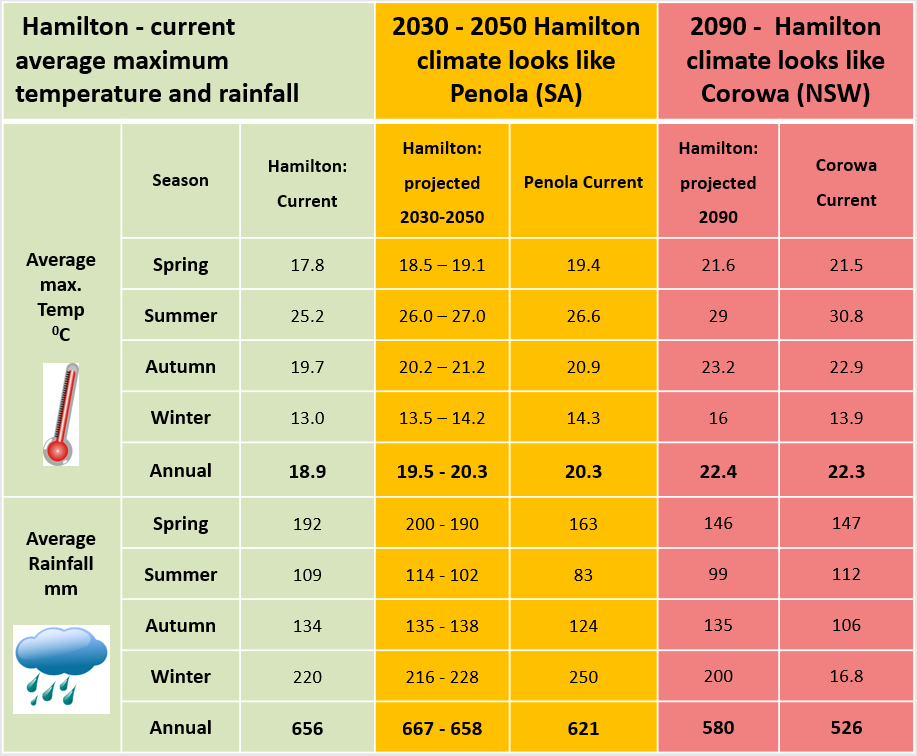 Hamilton - current
average maximum
temperature and rainfall
2030 - 2050 Hamilton
climate looks like
Penola (SA)
2090 - Hamilton
climate looks like
Corowa (NSW)
Average
max.
Temp
⁰C
Season
Hamilton:
Current
Hamilton:
projected
2030-2050
Penola Current
Hamilton:
projected
2090
Corowa
Current
Spring 17.8 18.5 – 19.1 19.4 21.6 21.5
Summer 25.2 26.0 – 27.0 26.6 29 30.8
Autumn 19.7 20.2 – 21.2 20.9 23.2 22.9
Winter 13.0 13.5 – 14.2 14.3 16 13.9
Annual 18.9 19.5 - 20.3 20.3 22.4 22.3
Average
Rainfall
mm
Spring 192 200 - 190 163 146 147
Summer 109 114 - 102 83 99 112
Autumn 134 135 - 138 124 135 106
Winter 220 216 - 228 250 200 16.8
Annual 656 667 - 658 621 580 526